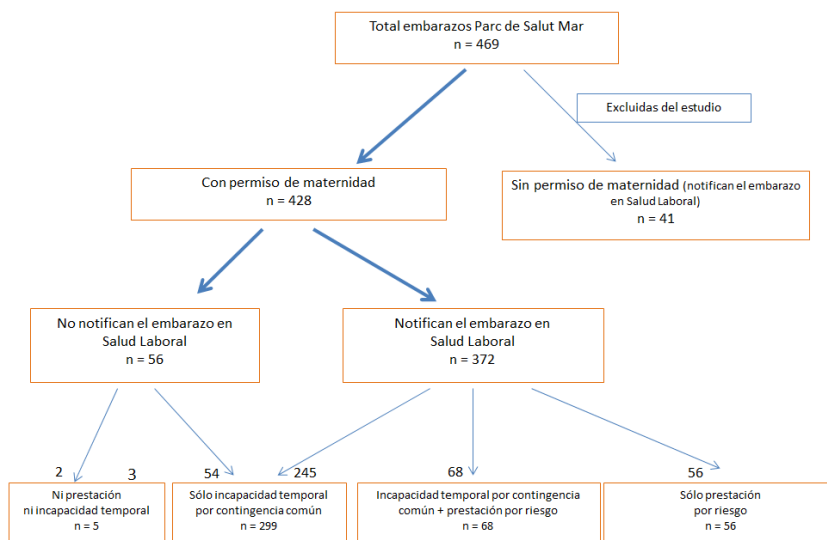 Total embarazos Parc de Salut Mar
n = 469
Excluidas del estudio
Con permiso de maternidad
n = 428
Sin permiso de maternidad (notifican el embarazo
en Salud Laboral)
n = 41
No notifican el embarazo en
Salud Laboral
n = 56
Notifican el embarazo en
Salud Laboral
n = 372
2
3
54
245
68
56
Ni prestación
ni incapacidad temporal
n = 5
Sólo incapacidad temporal
por contingencia común
n = 299
Incapacidad temporal por contingencia
común + prestación por riesgo
n = 68
Sólo prestación
por riesgo
n = 56